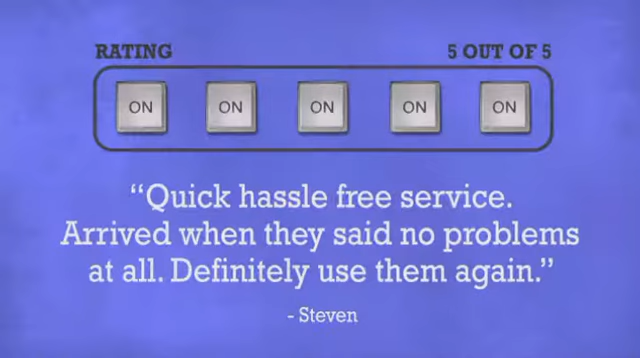 RATING 5 OUT OF 5
ON ON ON ON ON
“Quick hassle free service.
Arrived when they said no problems
at all. Definitely use them again.”
- Steven